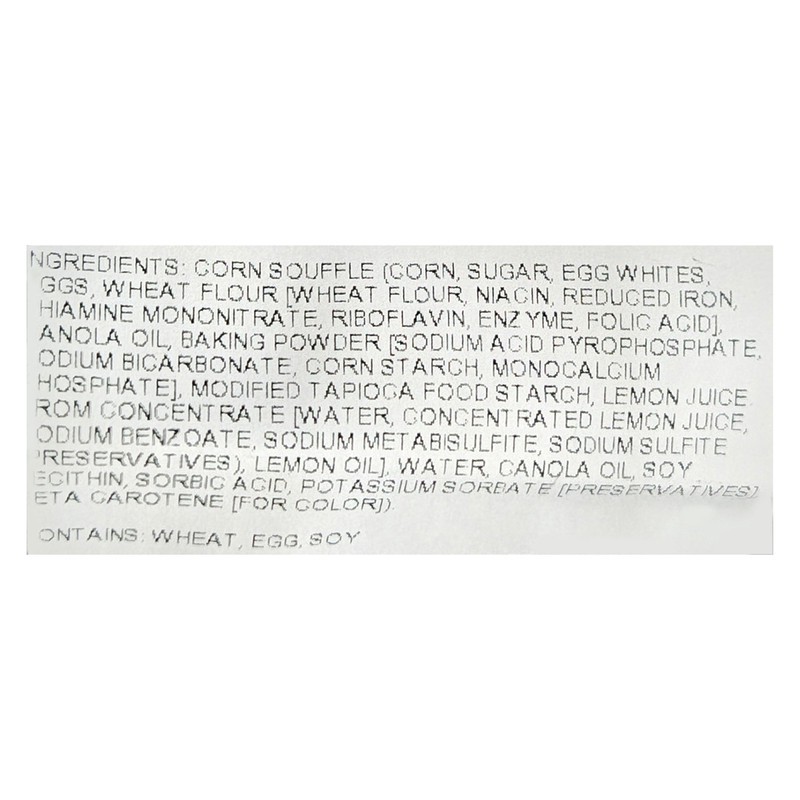 NGREDIENTS: CORN SOUFFLE (CORN, SUGAR, EGG WHITES,
GGS, WHEAT FLOUR [WHEAT FLOUR, NIACIN, REDUCED IRON,
HIAMINE MONONITRATE, RIBOFLAVIN, ENZYME, FOLIC ACID],
ANOLA OIL, BAKING POWDER [SODIUM ACID PYROPHOSPHATE,
ODIUM BICARBONATE, CORN STARCH, MONOCALCIUM
HOSPHATE], MODIFIED TAPIOCA FOOD STARCH, LEMON JUICE
ROM CONCENTRATE [WATER, CONCENTRATED LEMON JUICE,
ODIUM BENZOATE, SODIUM METABISULFITE, SODIUM SULFITE
PRESERVATIVES), LEMON OIL], WATER, CANOLA OIL, SOY
ECITHIN, SORBIC ACID, POTASSIUM SORBATE [PRESERVATIVES],
ETA CAROTENE [FOR COLOR]).
ONTAINS: WHEAT, EGG, SOY